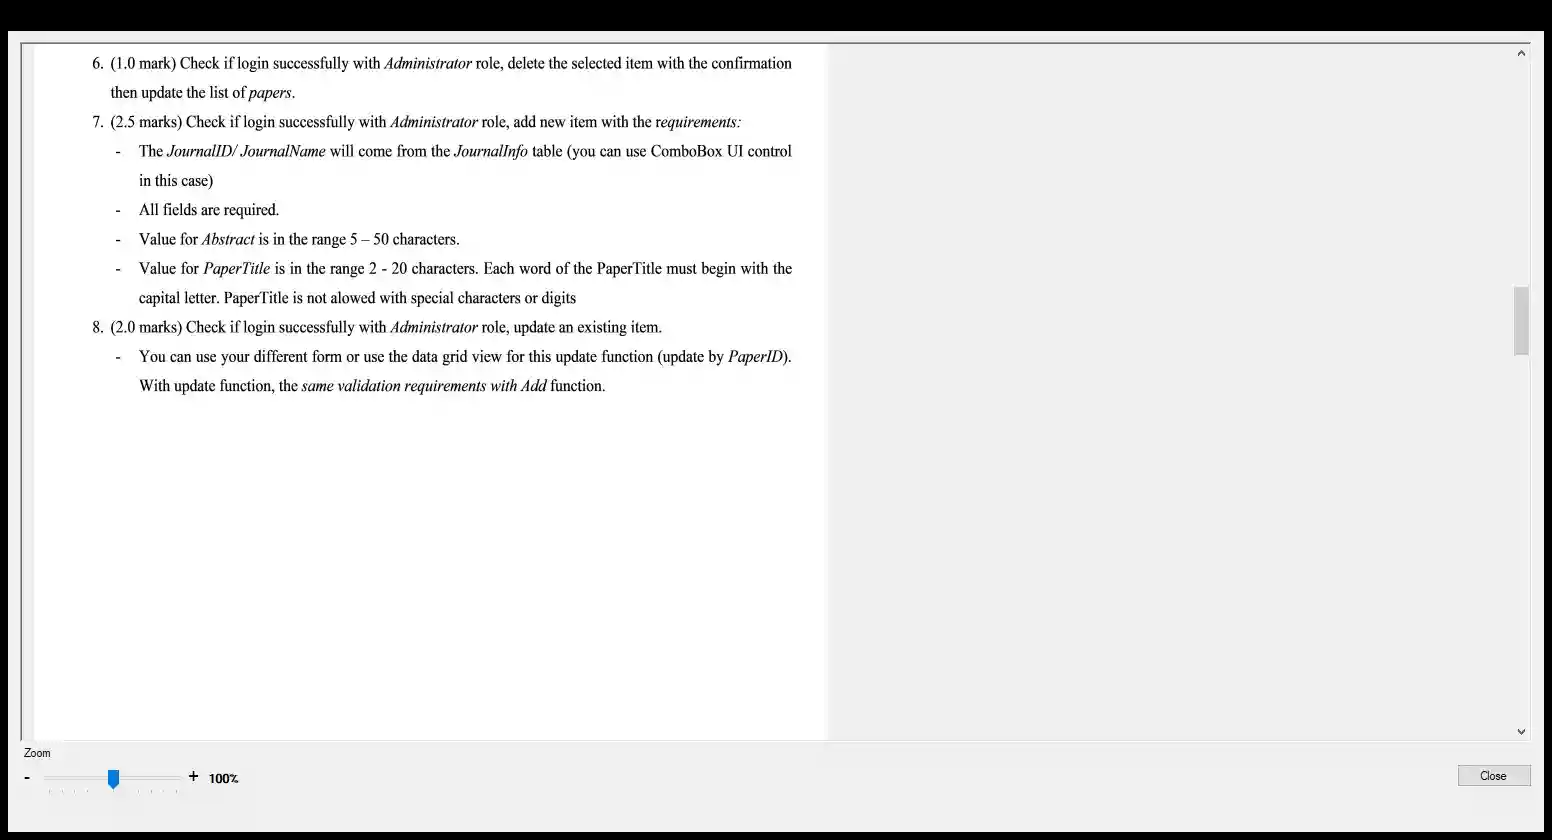 6. (1.0 mark) Check if login successfully with Administrator role, delete the selected item with the confirmation
then update the list of papers.
7. (2.5 marks) Check if login successfully with Administrator role, add new item with the requirements:
- The JournalID/ JournalName will come from the JournalInfo table (you can use ComboBox UI control
in this case)
- All fields are required.
- Value for Abstract is in the range 5 – 50 characters.
- Value for PaperTitle is in the range 2 - 20 characters. Each word of the PaperTitle must begin with the
capital letter. PaperTitle is not alowed with special characters or digits
8. (2.0 marks) Check if login successfully with Administrator role, update an existing item.
- You can use your different form or use the data grid view for this update function (update by PaperID).
With update function, the same validation requirements with Add function.
Zoom
- + 100%
Close